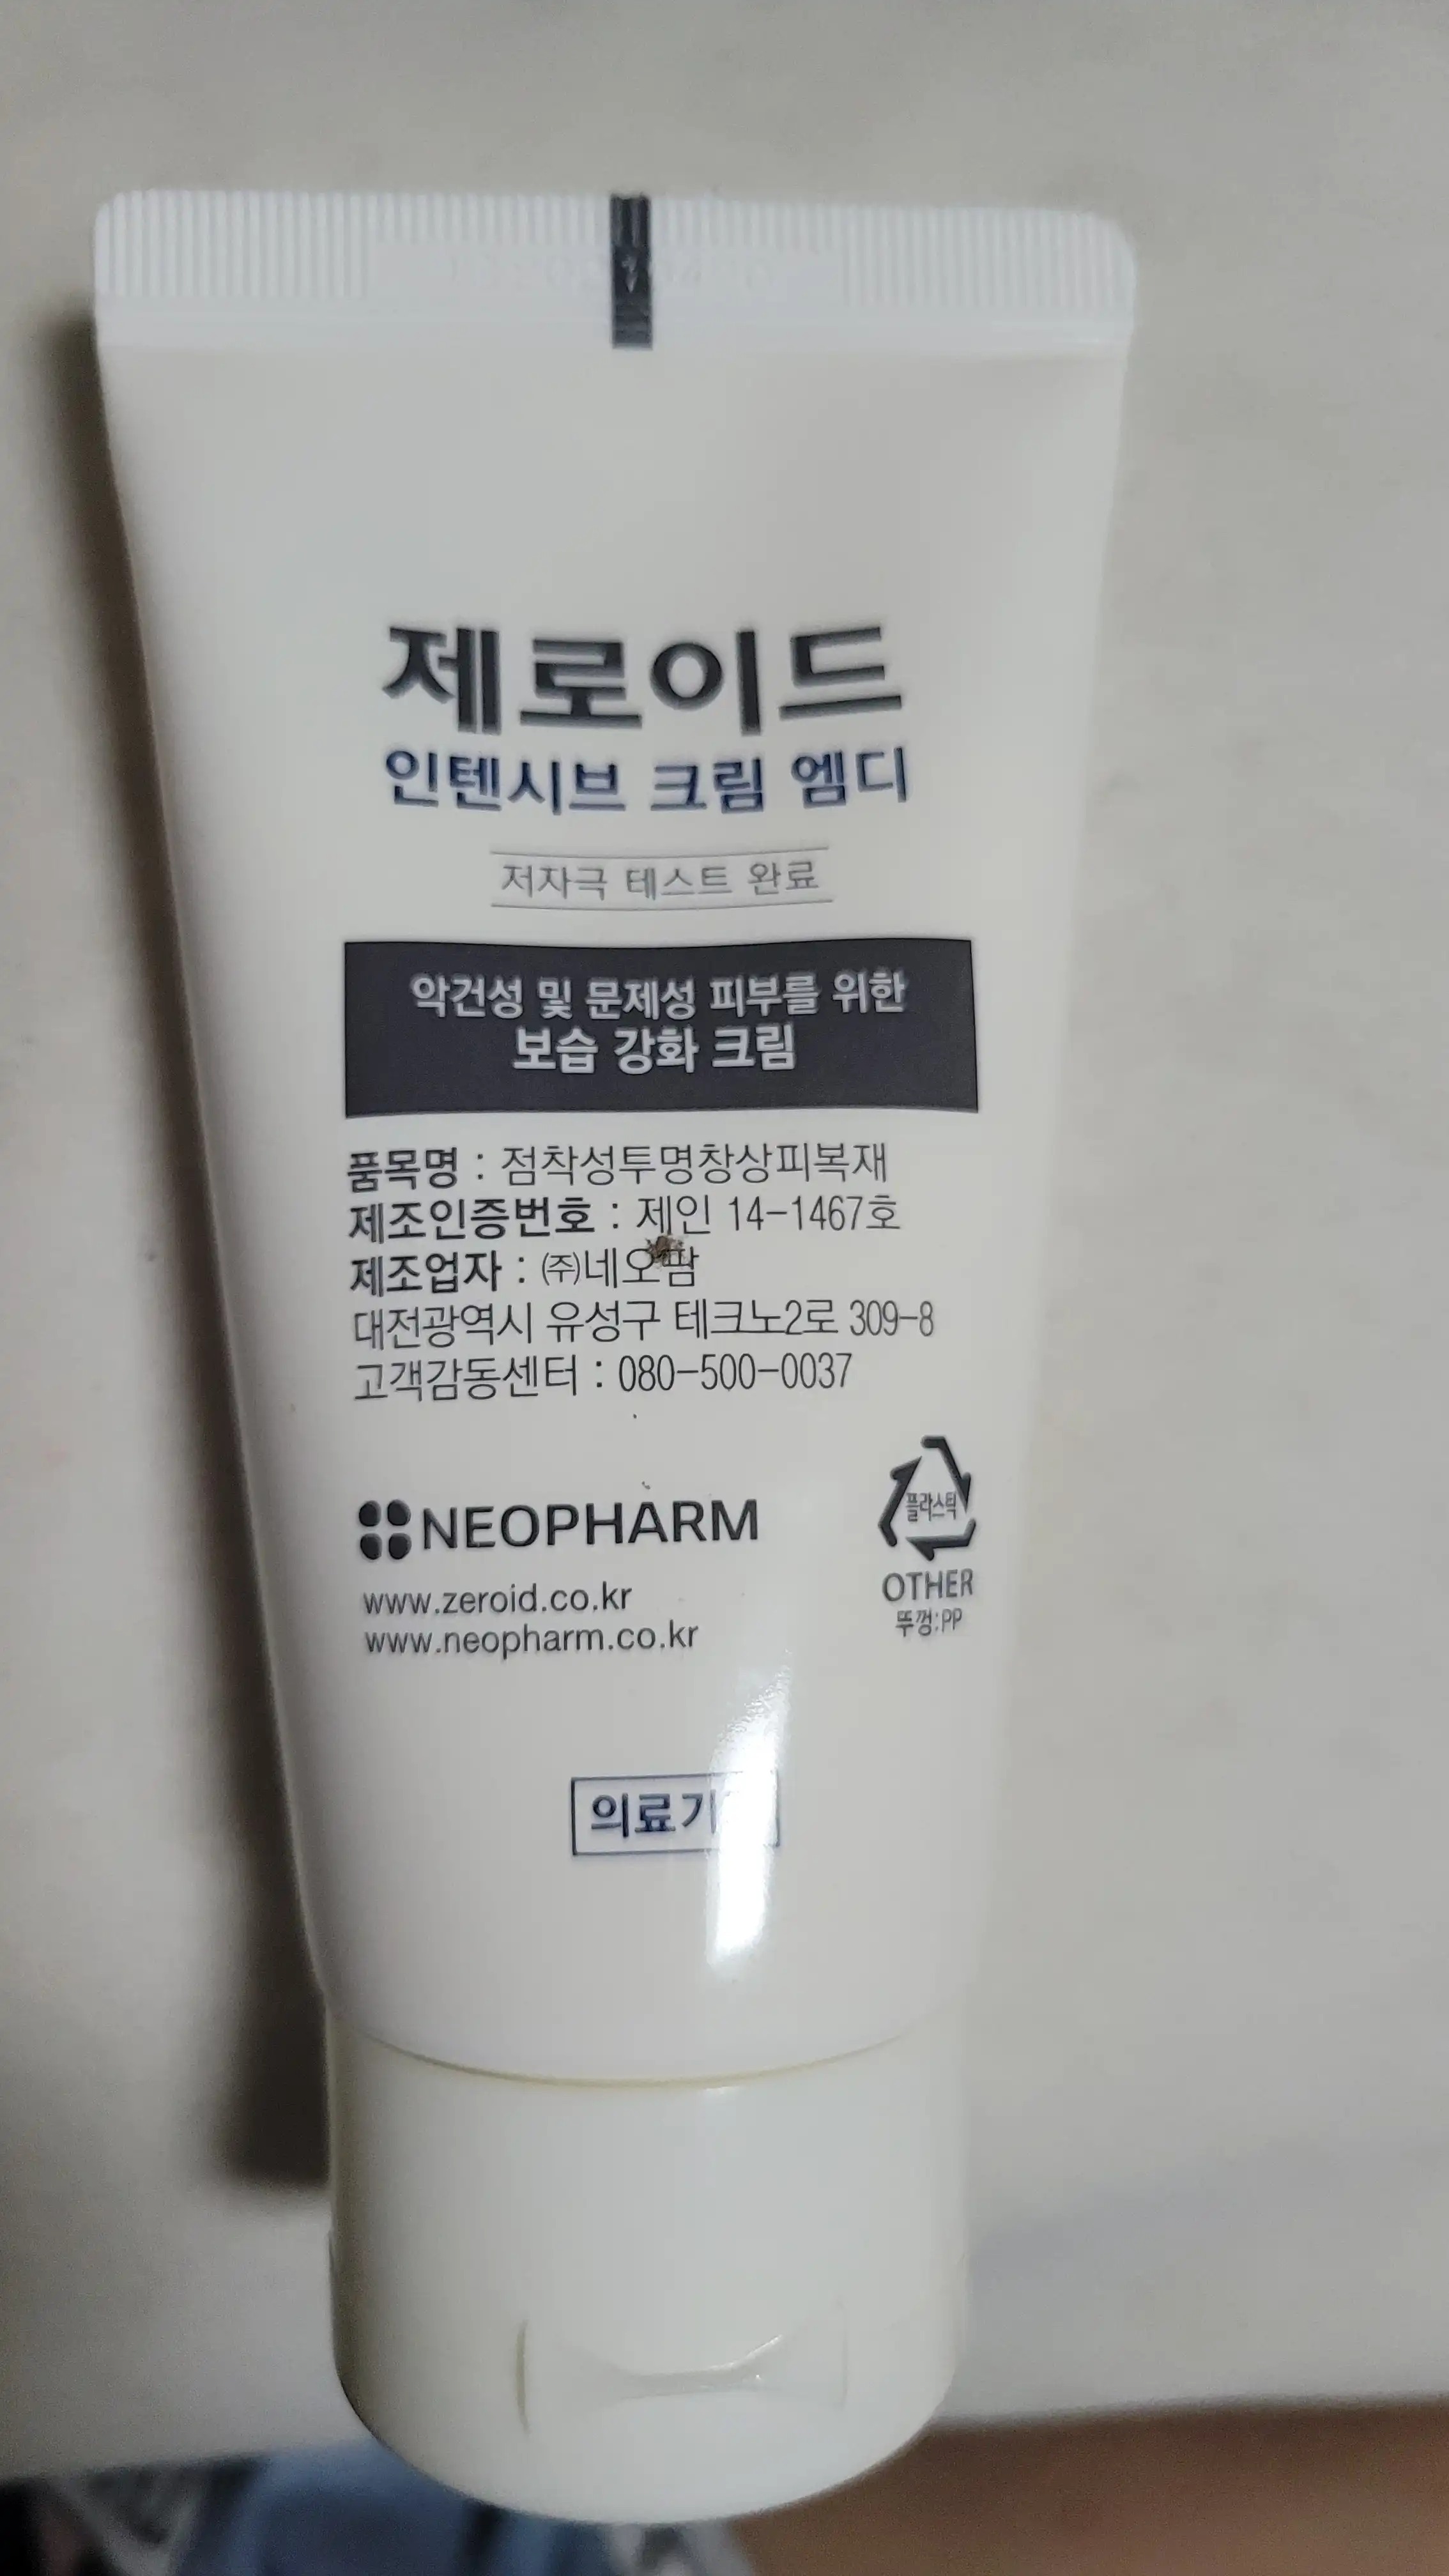 제로이드
인텐시브 크림 엠디
저자극 테스트 완료
악건성 및 문제성 피부를 위한
보습 강화 크림
품목명 : 점착성투명창상피복재
제조인증번호 : 제인 14-1467호
제조업자 : ㈜네오팜
대전광역시 유성구 테크노2로 309-8
고객감동센터 : 080-500-0037
NEOPHARM
www.zeroid.co.kr
www.neopharm.co.kr
플라스틱
OTHER
뚜껑:PP
의료기